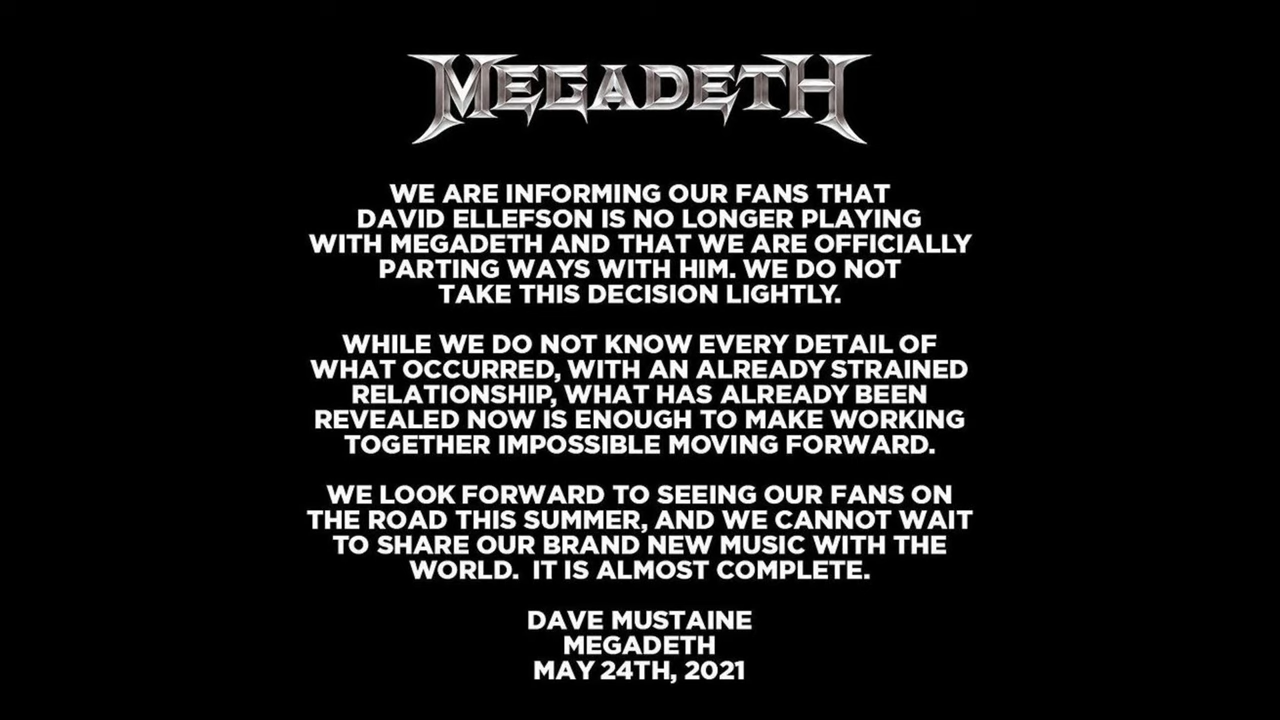 MEGADETH
WE ARE INFORMING OUR FANS THAT
DAVID ELLEFSON IS NO LONGER PLAYING
WITH MEGADETH AND THAT WE ARE OFFICIALLY
PARTING WAYS WITH HIM. WE DO NOT
TAKE THIS DECISION LIGHTLY.
WHILE WE DO NOT KNOW EVERY DETAIL OF
WHAT OCCURRED, WITH AN ALREADY STRAINED
RELATIONSHIP, WHAT HAS ALREADY BEEN
REVEALED NOW IS ENOUGH TO MAKE WORKING
TOGETHER IMPOSSIBLE MOVING FORWARD.
WE LOOK FORWARD TO SEEING OUR FANS ON
THE ROAD THIS SUMMER, AND WE CANNOT WAIT
TO SHARE OUR BRAND NEW MUSIC WITH THE
WORLD.  IT IS ALMOST COMPLETE.
DAVE MUSTAINE
MEGADETH
MAY 24TH, 2021